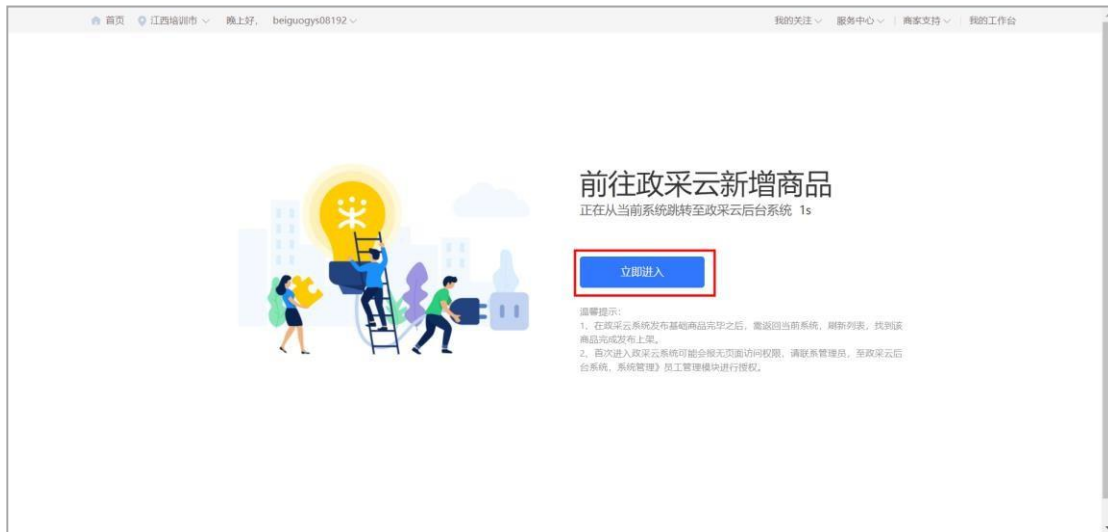 首页 江西培训市 晚上好, beiguogys08192 我的关注 服务中心 商家支持 我的工作台
前往政采云新增商品
正在从当前系统跳转至政采云后台系统 1s
立即进入
温馨提示:
1、在政采云系统发布基础商品完毕之后,需返回当前系统,刷新列表,找到该
商品完成发布上架。
2、首次进入政采云系统可能会报无页面访问权限,请联系管理员,至政采云后
台系统,系统管理》员工管理模块进行授权。